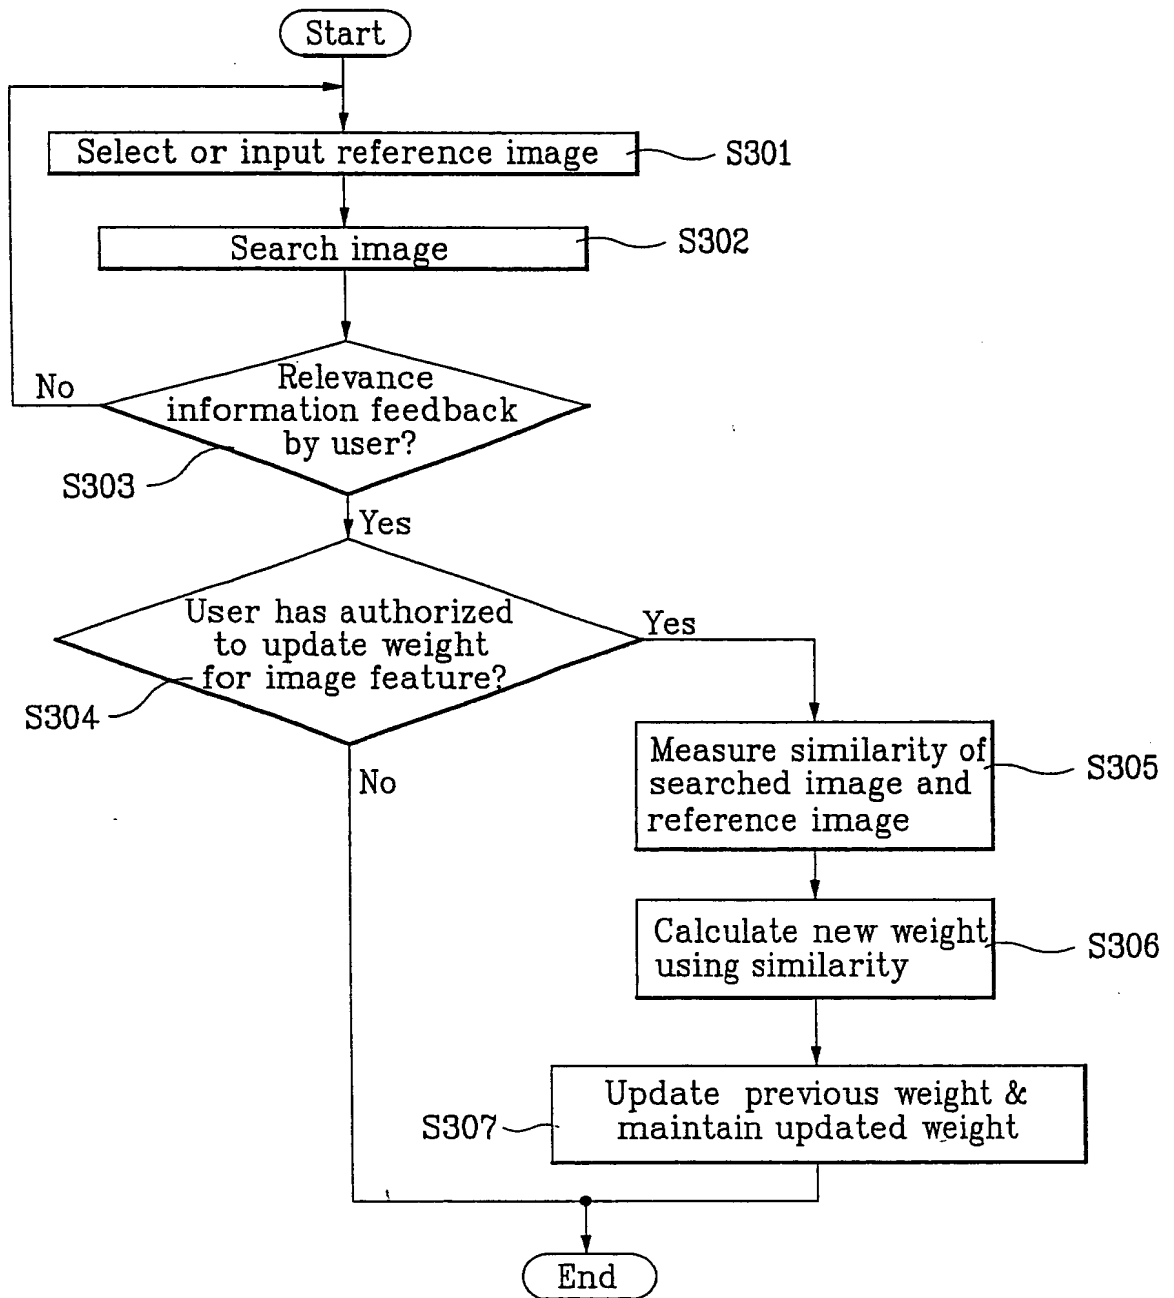 Start
Select or input reference image
S301
Search image
S302
Relevance
information feedback
by user?
No
S303
Yes
User has authorized
to update weight
for image feature?
Yes
S304
No
Measure similarity of
searched image and
reference image
S305
Calculate new weight
using similarity
S306
Update previous weight &
maintain updated weight
S307
End